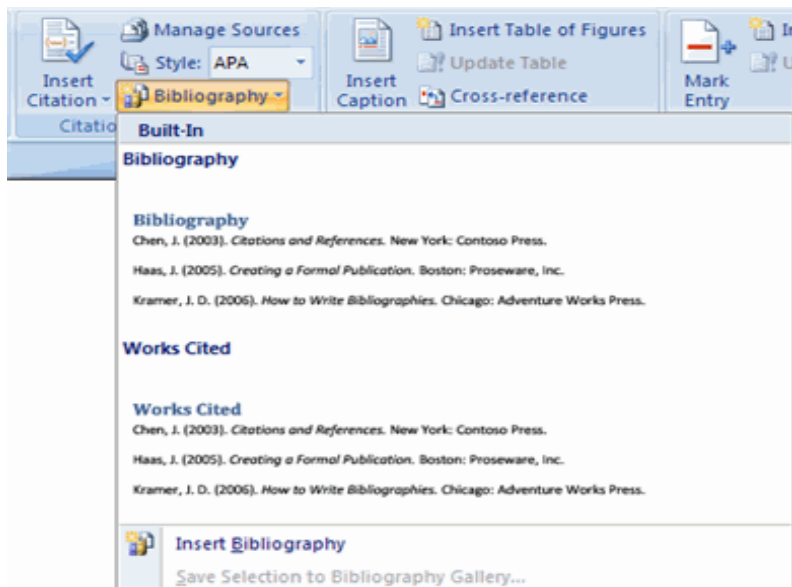 Manage Sources
Style: APA
Bibliography
Insert
Citation
Citatio
Insert Table of Figures
Update Table
Cross-reference
Insert
Caption
Mark
Entry
Built-In
Bibliography
Bibliography
Chen, J. (2003). Citations and References. New York: Contoso Press.
Haas, J. (2005). Creating a Formal Publication. Boston: Proseware, Inc.
Kramer, J. D. (2006). How to Write Bibliographies. Chicago: Adventure Works Press.
Works Cited
Works Cited
Chen, J. (2003). Citations and References. New York: Contoso Press.
Haas, J. (2005). Creating a Formal Publication. Boston: Proseware, Inc.
Kramer, J. D. (2006). How to Write Bibliographies. Chicago: Adventure Works Press.
Insert Bibliography
Save Selection to Bibliography Gallery...